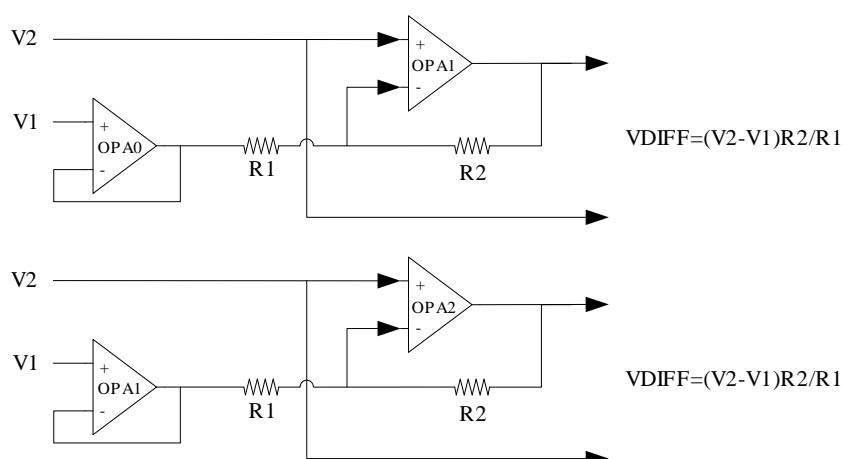 V2
+
OPA1
-
V1
+
OPA0
-
R1
R2
VDIFF=(V2-V1)R2/R1
V2
+
OPA2
-
V1
+
OPA1
-
R1
R2
VDIFF=(V2-V1)R2/R1